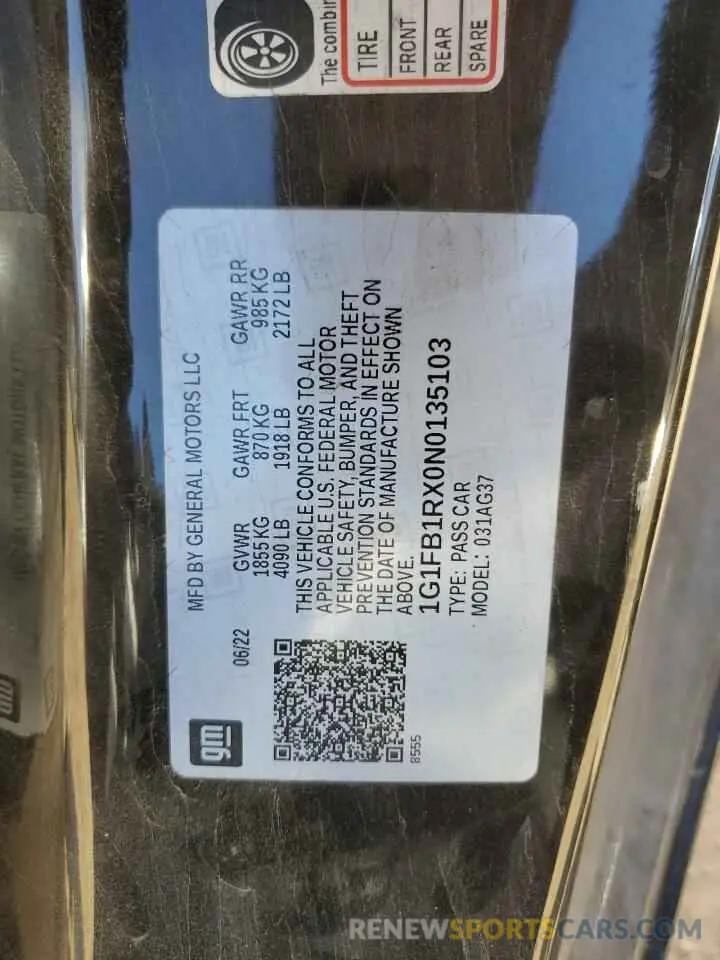 The combin
TIRE
FRONT
REAR
SPARE
MFD BY GENERAL MOTORS LLC
06/22
GVWR GAWR FRT GAWR RR
1855 KG 870 KG 985 KG
4090 LB 1918 LB 2172 LB
THIS VEHICLE CONFORMS TO ALL
APPLICABLE U.S. FEDERAL MOTOR
VEHICLE SAFETY, BUMPER, AND THEFT
PREVENTION STANDARDS IN EFFECT ON
THE DATE OF MANUFACTURE SHOWN
ABOVE.
1G1FB1RX0N0135103
TYPE: PASS CAR
MODEL: 031AG37
gm
8555
RENEWSPORTSCARS.COM